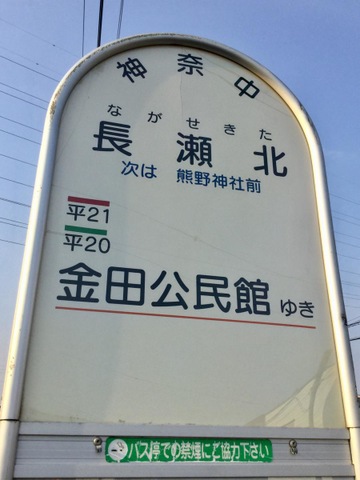 神奈中
ながせきた
長瀬北
次は 熊野神社前
平21
平20
金田公民館 ゆき
バス停での禁煙にご協力下さい